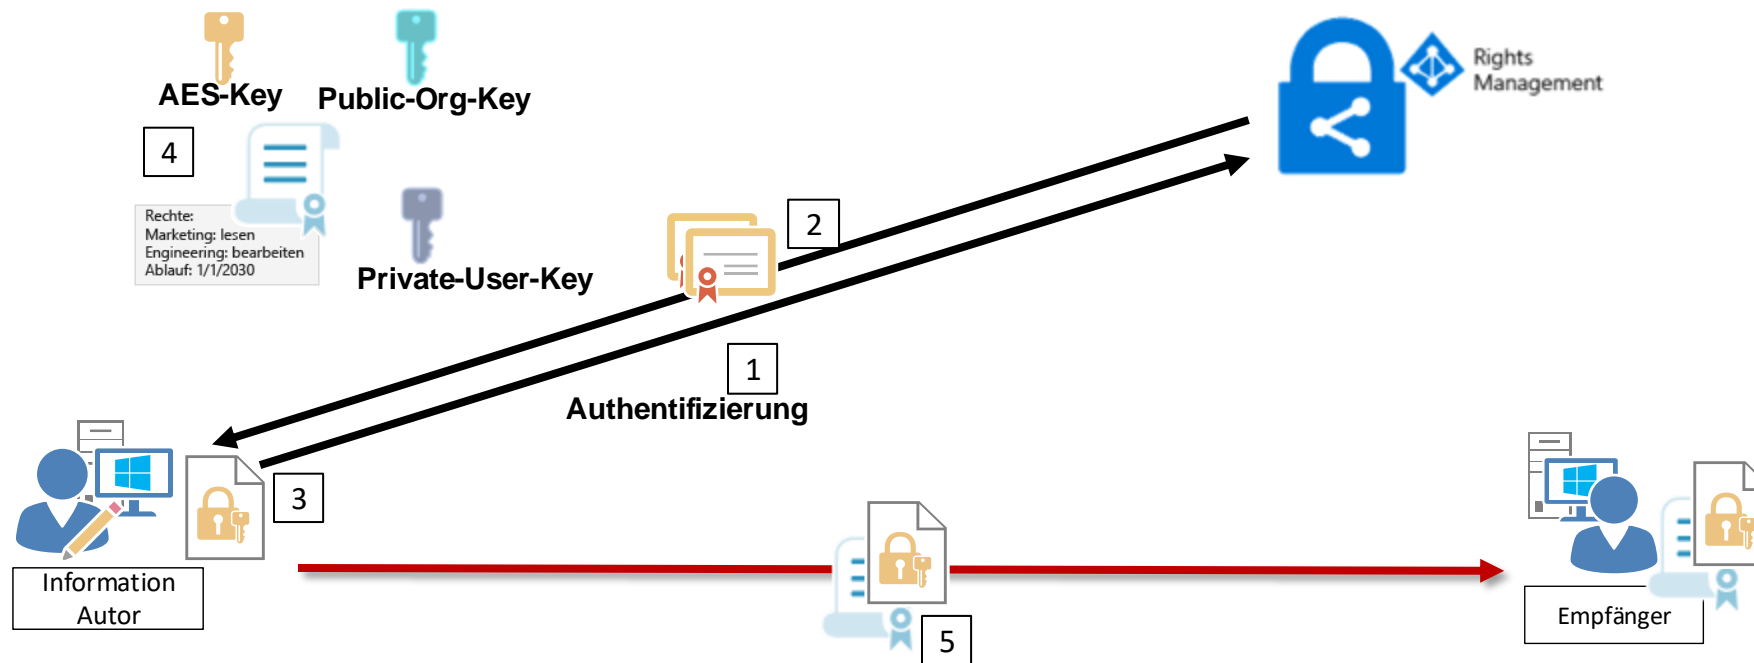 AES-Key
Public-Org-Key
Rights
Management
4
Rechte:
Marketing: lesen
Engineering: bearbeiten
Ablauf: 1/1/2030
2
Private-User-Key
1
Authentifizierung
3
Information
Autor
5
Empfänger